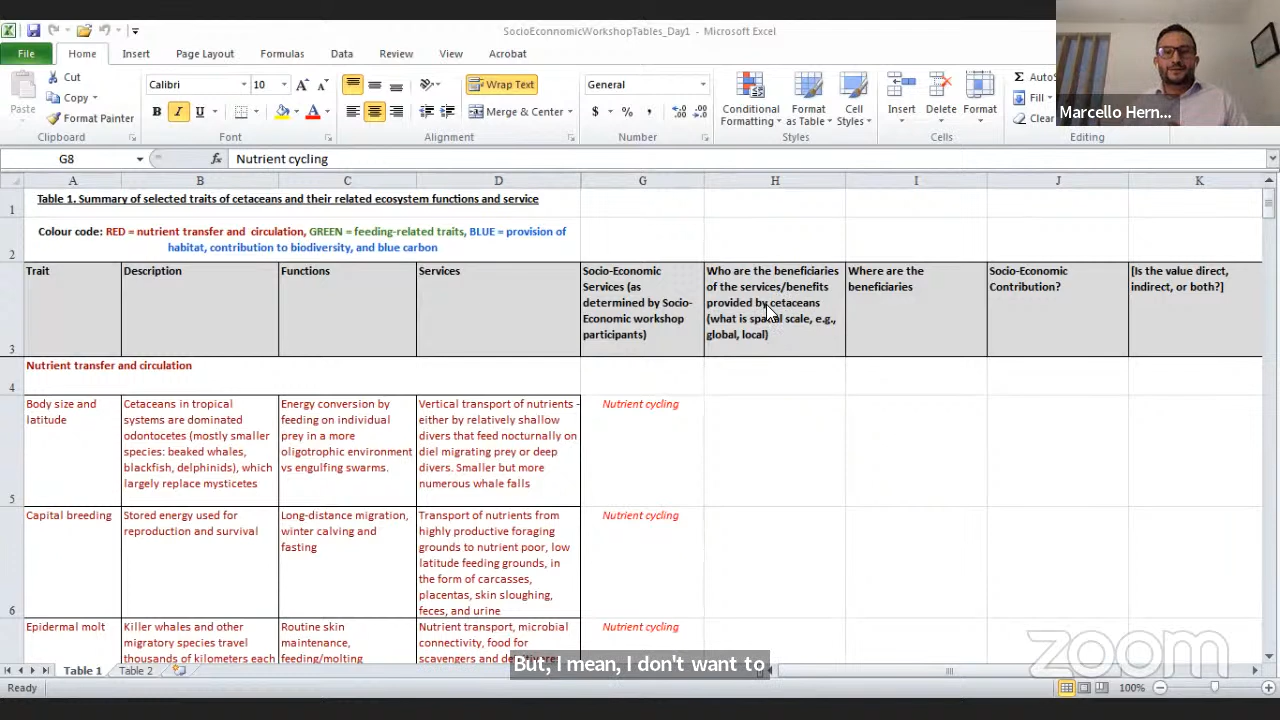 SocioEconnomicWorkshopTables_Day1 - Microsoft Excel
File Home Insert Page Layout Formulas Data Review View Acrobat
Cut
Copy
Format Painter
Paste
Clipboard
Calibri 10
B I U
Font
Wrap Text
Merge & Center
Alignment
General
$ % ,
Number
Conditional Formatting
Format as Table
Cell Styles
Styles
Insert Delete Format
Cells
Fill
Editing
Marcello Hern...
G8 fx Nutrient cycling
A B C D G H I J K
1
Table 1. Summary of selected traits of cetaceans and their related ecosystem functions and service
2
Colour code: RED = nutrient transfer and circulation, GREEN = feeding-related traits, BLUE = provision of
habitat, contribution to biodiversity, and blue carbon
3
Trait
Description
Functions
Services
Socio-Economic
Services (as
determined by Socio-
Economic workshop
participants)
Who are the beneficiaries
of the services/benefits
provided by cetaceans
(what is spatial scale, e.g.,
global, local)
Where are the
beneficiaries
Socio-Economic
Contribution?
[Is the value direct,
indirect, or both?]
4
Nutrient transfer and circulation
5
Body size and
latitude
Cetaceans in tropical
systems are dominated
odontocetes (mostly smaller
species: beaked whales,
blackfish, delphinids), which
largely replace mysticetes
Energy conversion by
feeding on individual
prey in a more
oligotrophic environment
vs engulfing swarms.
Vertical transport of nutrients -
either by relatively shallow
divers that feed nocturnally on
diel migrating prey or deep
divers. Smaller but more
numerous whale falls
Nutrient cycling
6
Capital breeding
Stored energy used for
reproduction and survival
Long-distance migration,
winter calving and
fasting
Transport of nutrients from
highly productive foraging
grounds to nutrient poor, low
latitude feeding grounds, in
the form of carcasses,
placentas, skin sloughing,
feces, and urine
Nutrient cycling
Epidermal molt
Killer whales and other
migratory species travel
thousands of kilometers each
Routine skin
maintenance,
feeding/molting
Nutrient transport, microbial
connectivity, food for
scavengers and
Nutrient cycling
But, I mean, I don't want to
zoom
Table 1 Table 2
Ready
100%